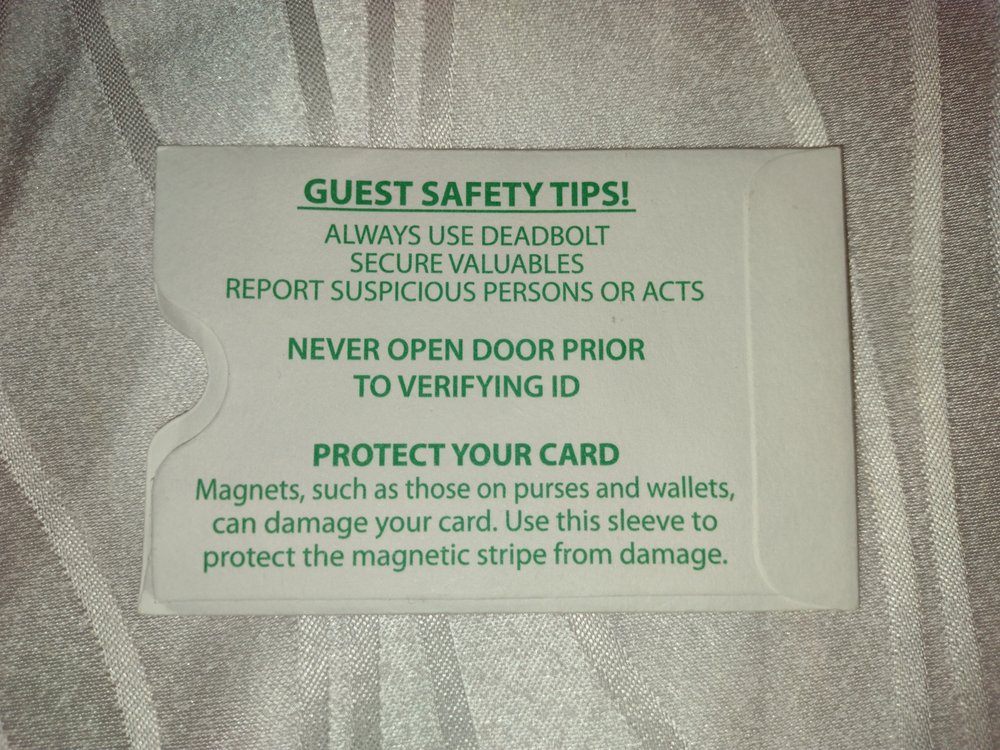 GUEST SAFETY TIPS!
ALWAYS USE DEADBOLT
SECURE VALUABLES
REPORT SUSPICIOUS PERSONS OR ACTS
NEVER OPEN DOOR PRIOR
TO VERIFYING ID
PROTECT YOUR CARD
Magnets, such as those on purses and wallets,
can damage your card. Use this sleeve to
protect the magnetic stripe from damage.